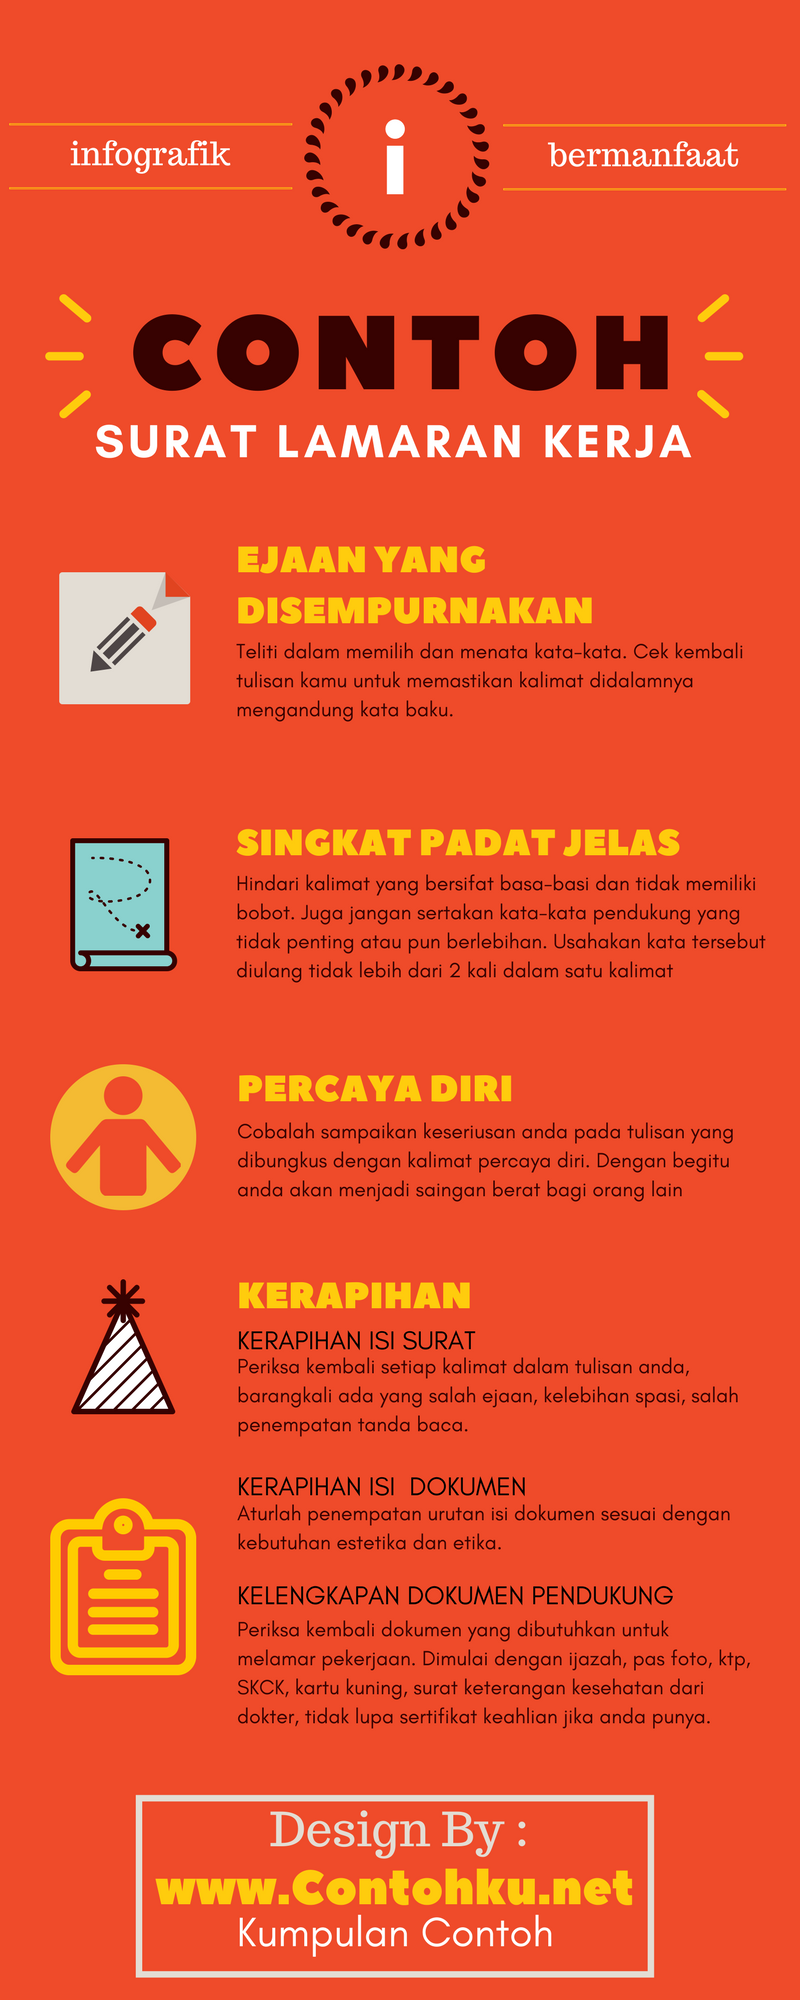 infografik
i
bermanfaat
CONTOH
SURAT LAMARAN KERJA
EJAAN YANG
DISEMPURNAKAN
Teliti dalam memilih dan menata kata-kata. Cek kembali
tulisan kamu untuk memastikan kalimat didalamnya
mengandung kata baku.
SINGKAT PADAT JELAS
Hindari kalimat yang bersifat basa-basi dan tidak memiliki
bobot. Juga jangan sertakan kata-kata pendukung yang
tidak penting atau pun berlebihan. Usahakan kata tersebut
diulang tidak lebih dari 2 kali dalam satu kalimat
PERCAYA DIRI
Cobalah sampaikan keseriusan anda pada tulisan yang
dibungkus dengan kalimat percaya diri. Dengan begitu
anda akan menjadi saingan berat bagi orang lain
KERAPIHAN
KERAPIHAN ISI SURAT
Periksa kembali setiap kalimat dalam tulisan anda,
barangkali ada yang salah ejaan, kelebihan spasi, salah
penempatan tanda baca.
KERAPIHAN ISI  DOKUMEN
Aturlah penempatan urutan isi dokumen sesuai dengan
kebutuhan estetika dan etika.
KELENGKAPAN DOKUMEN PENDUKUNG
Periksa kembali dokumen yang dibutuhkan untuk
melamar pekerjaan. Dimulai dengan ijazah, pas foto, ktp,
SKCK, kartu kuning, surat keterangan kesehatan dari
dokter, tidak lupa sertifikat keahlian jika anda punya.
Design By :
www.Contohku.net
Kumpulan Contoh